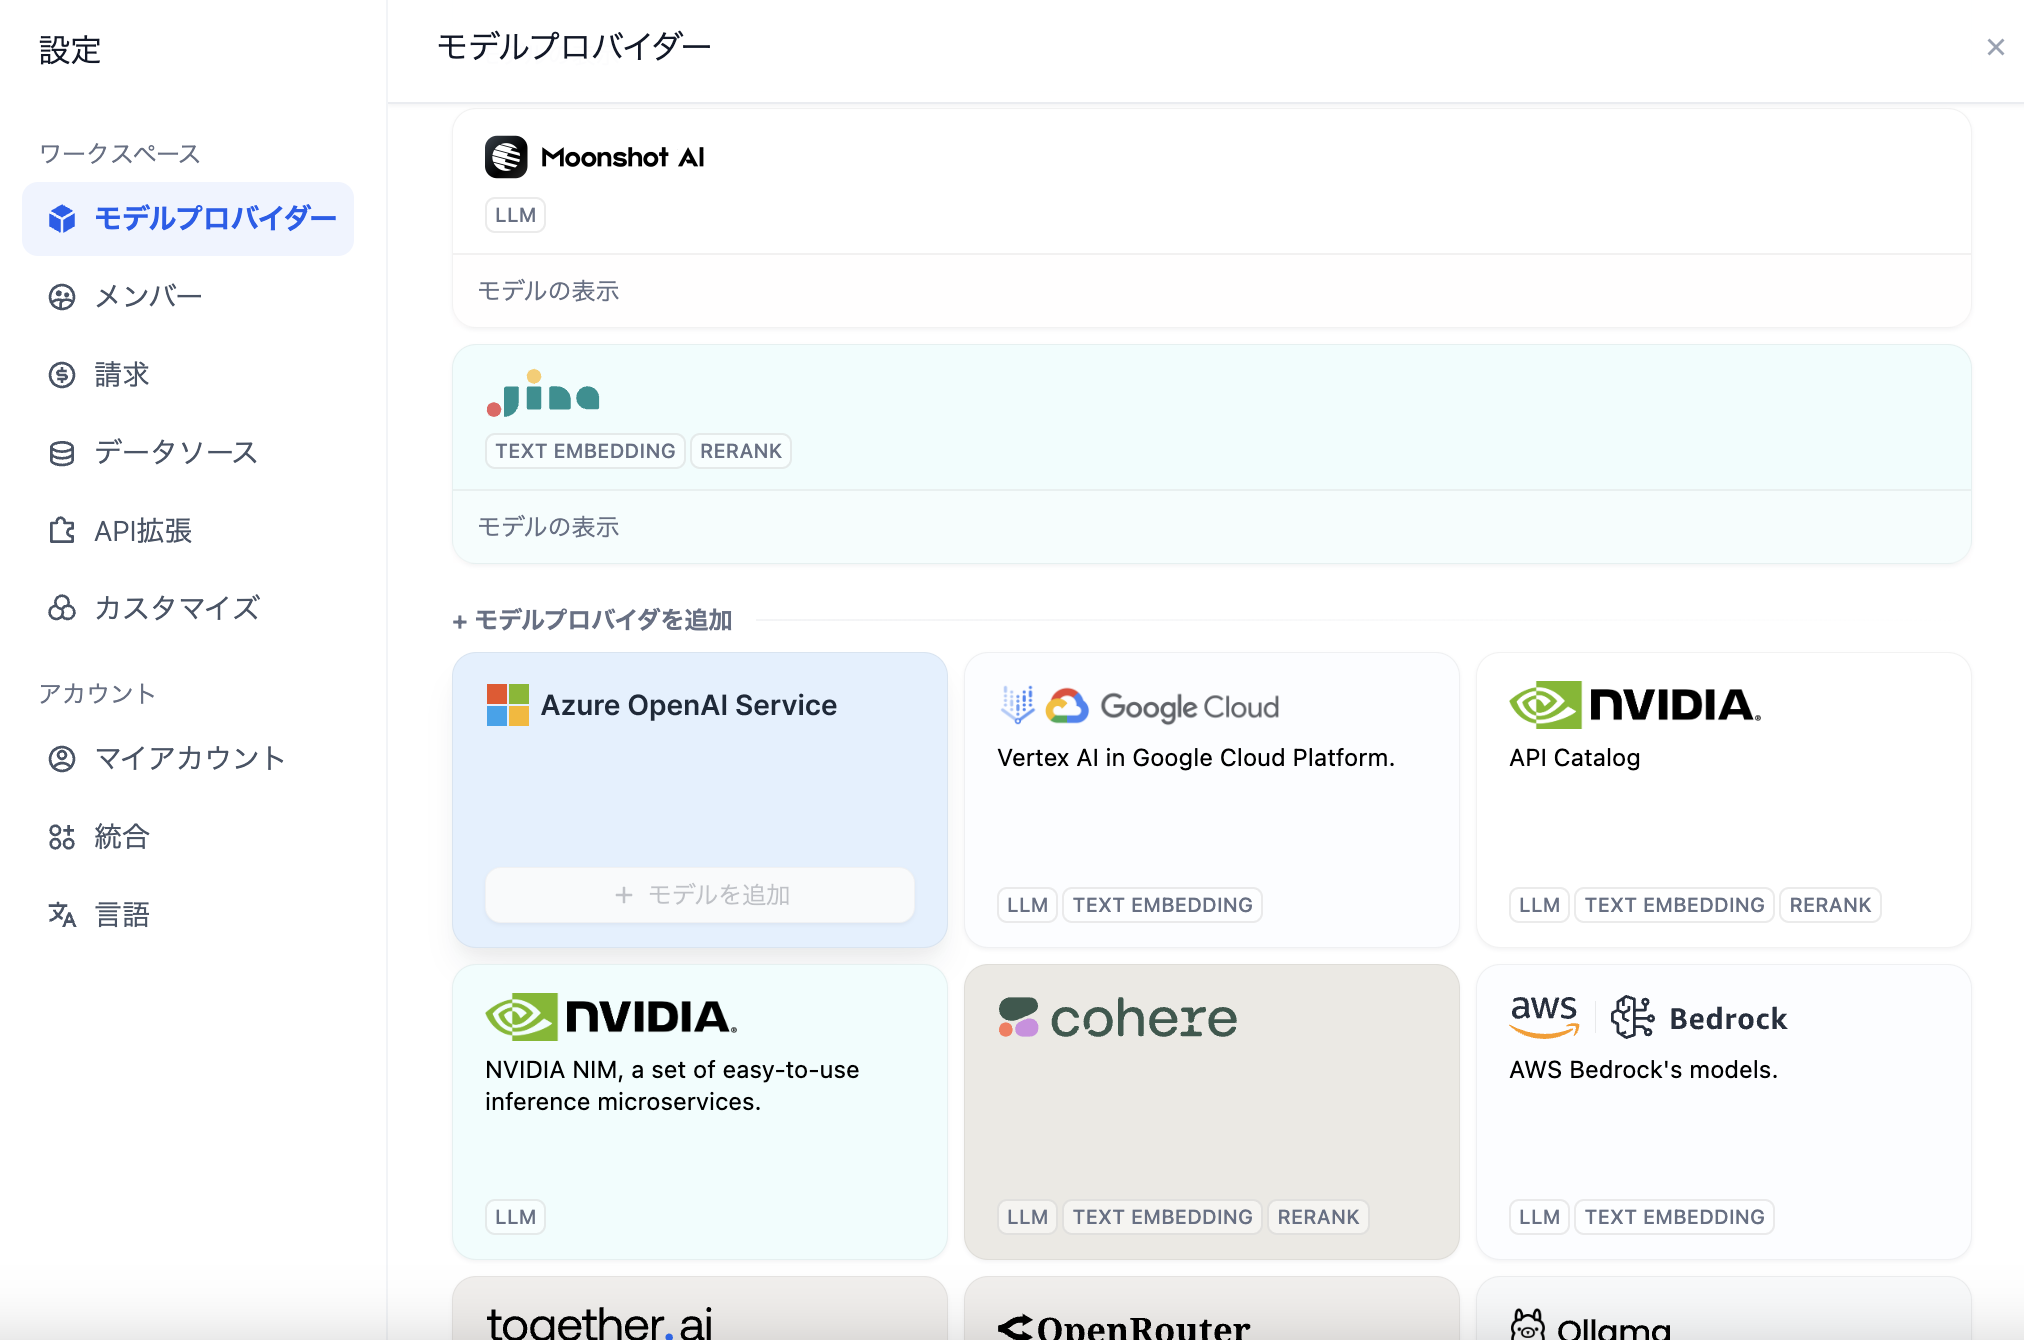 設定
ワークスペース
モデルプロバイダー
メンバー
請求
データソース
API拡張
カスタマイズ
アカウント
マイアカウント
統合
言語
モデルプロバイダー
Moonshot AI
LLM
モデルの表示
Jina
TEXT EMBEDDING RERANK
モデルの表示
+ モデルプロバイダを追加
Azure OpenAI Service
+ モデルを追加
Google Cloud
Vertex AI in Google Cloud Platform.
LLM TEXT EMBEDDING
NVIDIA.
API Catalog
LLM TEXT EMBEDDING RERANK
NVIDIA.
NVIDIA NIM, a set of easy-to-use
inference microservices.
LLM
cohere
LLM TEXT EMBEDDING RERANK
aws Bedrock
AWS Bedrock's models.
LLM TEXT EMBEDDING
together.ai
OpenRouter
Ollama